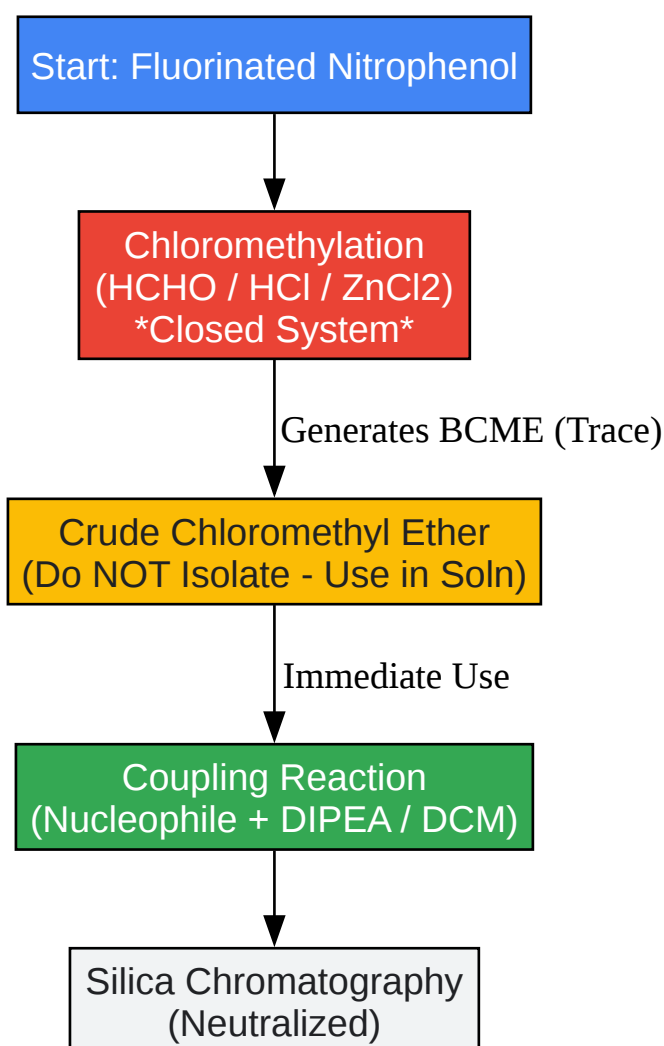 Start: Fluorinated Nitrophenol
Chloromethylation
(HCHO / HCl / ZnCl2)
*Closed System*
Generates BCME (Trace)
Crude Chloromethyl Ether
(Do NOT Isolate - Use in Soln)
Immediate Use
Coupling Reaction
(Nucleophile + DIPEA / DCM)
Silica Chromatography
(Neutralized)